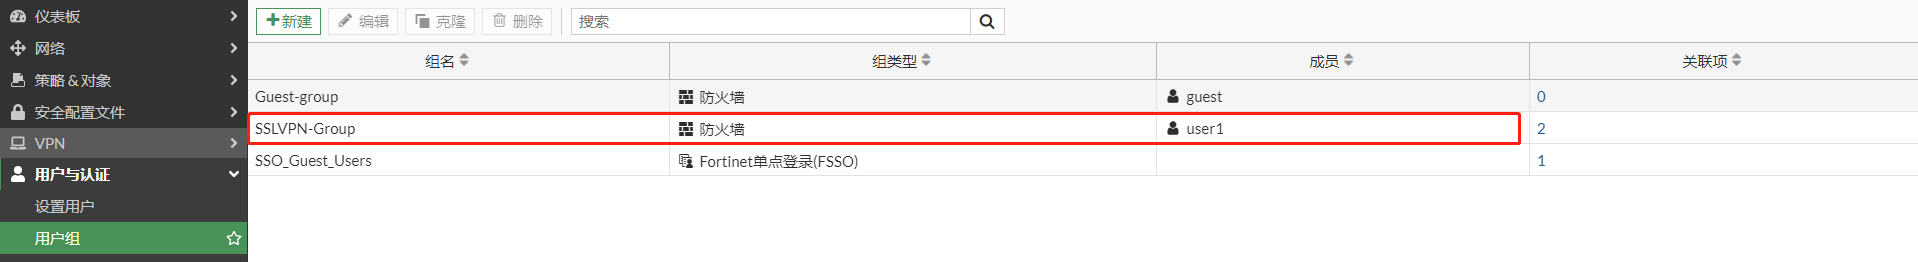 仪表板
网络
策略 & 对象
安全配置文件
VPN
用户与认证
设置用户
用户组
新建 编辑 克隆 删除 搜索
组名 组类型 成员 关联项
Guest-group 防火墙 guest 0
SSLVPN-Group 防火墙 user1 2
SSO_Guest_Users Fortinet单点登录(FSSO) 1